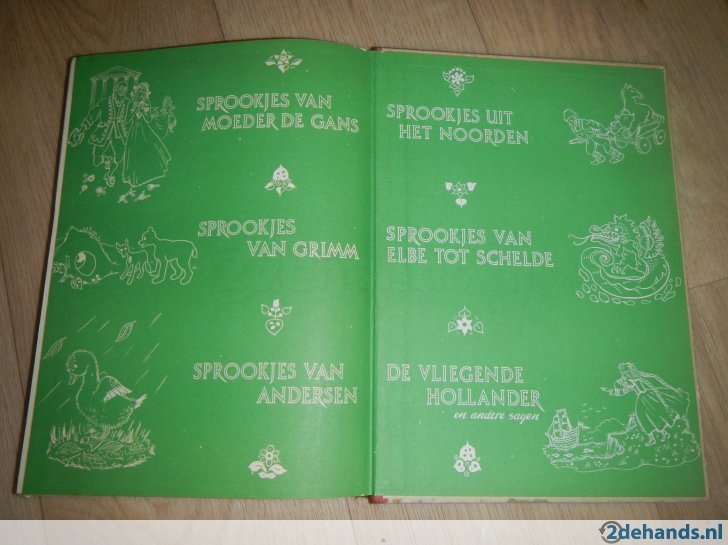 SPROOKJES VAN
MOEDER DE GANS
SPROOKJES
VAN GRIMM
SPROOKJES VAN
ANDERSEN
SPROOKJES UIT
HET NOORDEN
SPROOKJES VAN
ELBE TOT SCHELDE
DE VLIEGENDE
HOLLANDER
en andere sagen
2dehands.nl